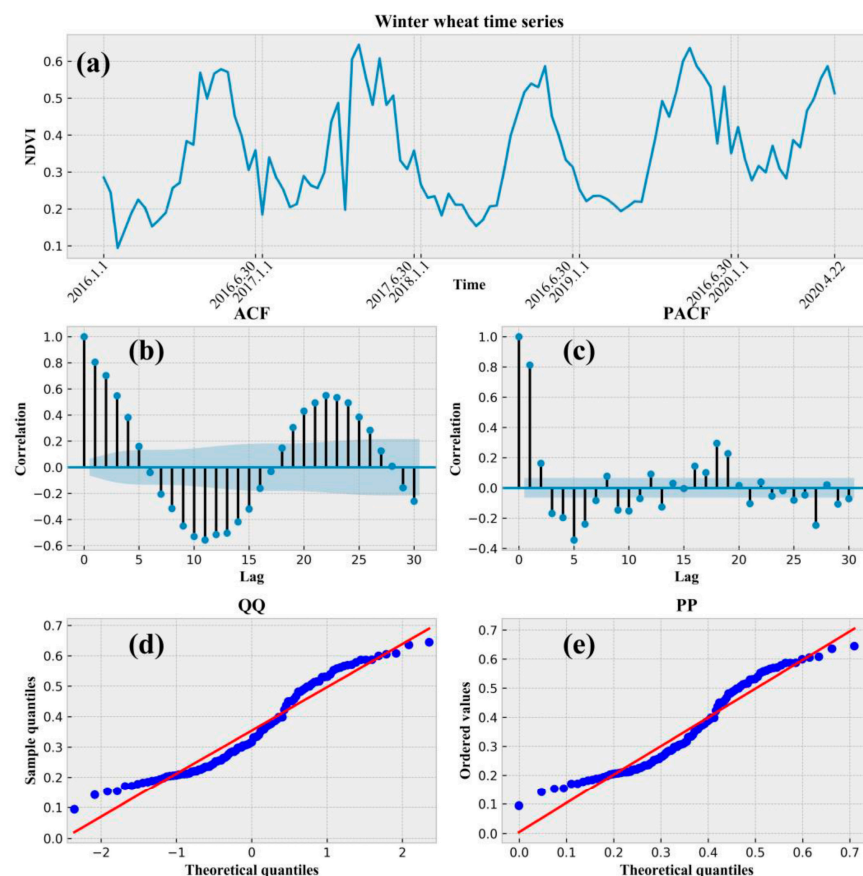 Winter wheat time series
(a)
NDVI
0.6
0.5
0.4
0.3
0.2
0.1
2016.1.1
2016.6.30
2017.1.1
2017.6.30
2018.1.1
2016.6.30
2019.1.1
2016.6.30
2020.1.1
2020.4.22
Time
ACF
(b)
Correlation
1.0
0.8
0.6
0.4
0.2
0.0
−0.2
−0.4
−0.6
0 5 10 15 20 25 30
Lag
PACF
(c)
Correlation
1.0
0.8
0.6
0.4
0.2
0.0
−0.2
−0.4
0 5 10 15 20 25 30
Lag
QQ
(d)
Sample quantiles
0.7
0.6
0.5
0.4
0.3
0.2
0.1
0.0
−2 −1 0 1 2
Theoretical quantiles
PP
(e)
Ordered values
0.7
0.6
0.5
0.4
0.3
0.2
0.1
0.0
0.0 0.1 0.2 0.3 0.4 0.5 0.6 0.7
Theoretical quantiles